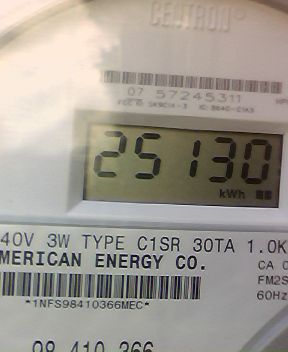 CENTRON®
07 57245311
25130
kWh
40V 3W TYPE C1SR 30TA 1.0K
MERICAN ENERGY CO.
CA 0
FM2S
60Hz
*1NFS98410366MEC*
98 410 366